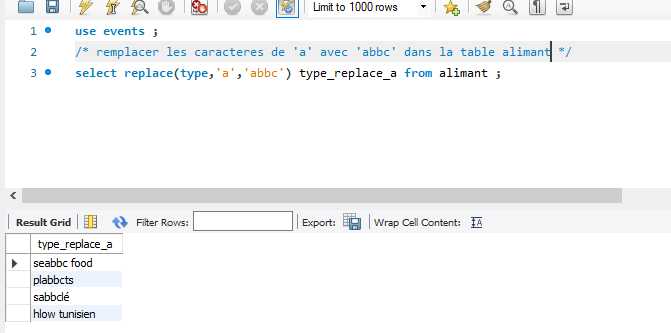 Limit to 1000 rows
1 use events ;
2 /* remplacer les caracteres de 'a' avec 'abbc' dans la table alimant */
3 select replace(type,'a','abbc') type_replace_a from alimant ;
Result Grid Filter Rows: Export: Wrap Cell Content:
type_replace_a
seabbc food
plabbcts
sabbclé
hlow tunisien